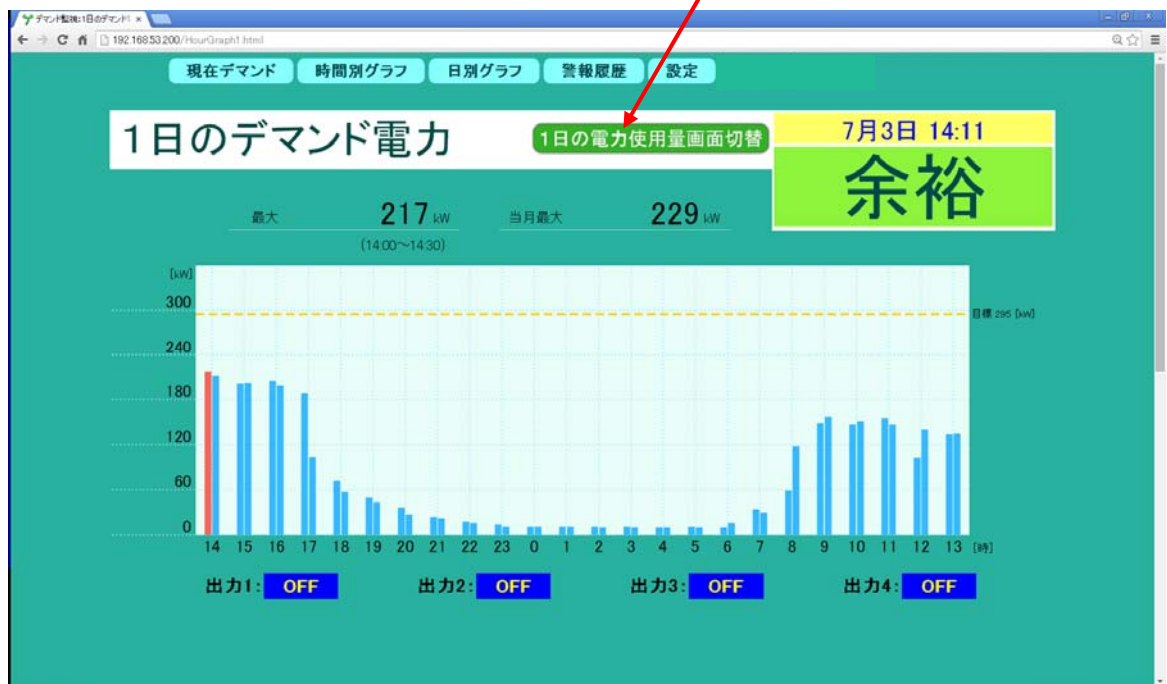 デマンド監視:1日のデマンド
192.168.53.200/HourGraph1.html
現在デマンド 時間別グラフ 日別グラフ 警報履歴 設定
1日のデマンド電力
1日の電力使用量画面切替
7月3日 14:11
余裕
最大 217 kW 当月最大 229 kW
(14:00～14:30)
[kW]
300
目標 295 [kW]
240
180
120
60
0
14 15 16 17 18 19 20 21 22 23 0 1 2 3 4 5 6 7 8 9 10 11 12 13 [時]
出力1: OFF 出力2: OFF 出力3: OFF 出力4: OFF